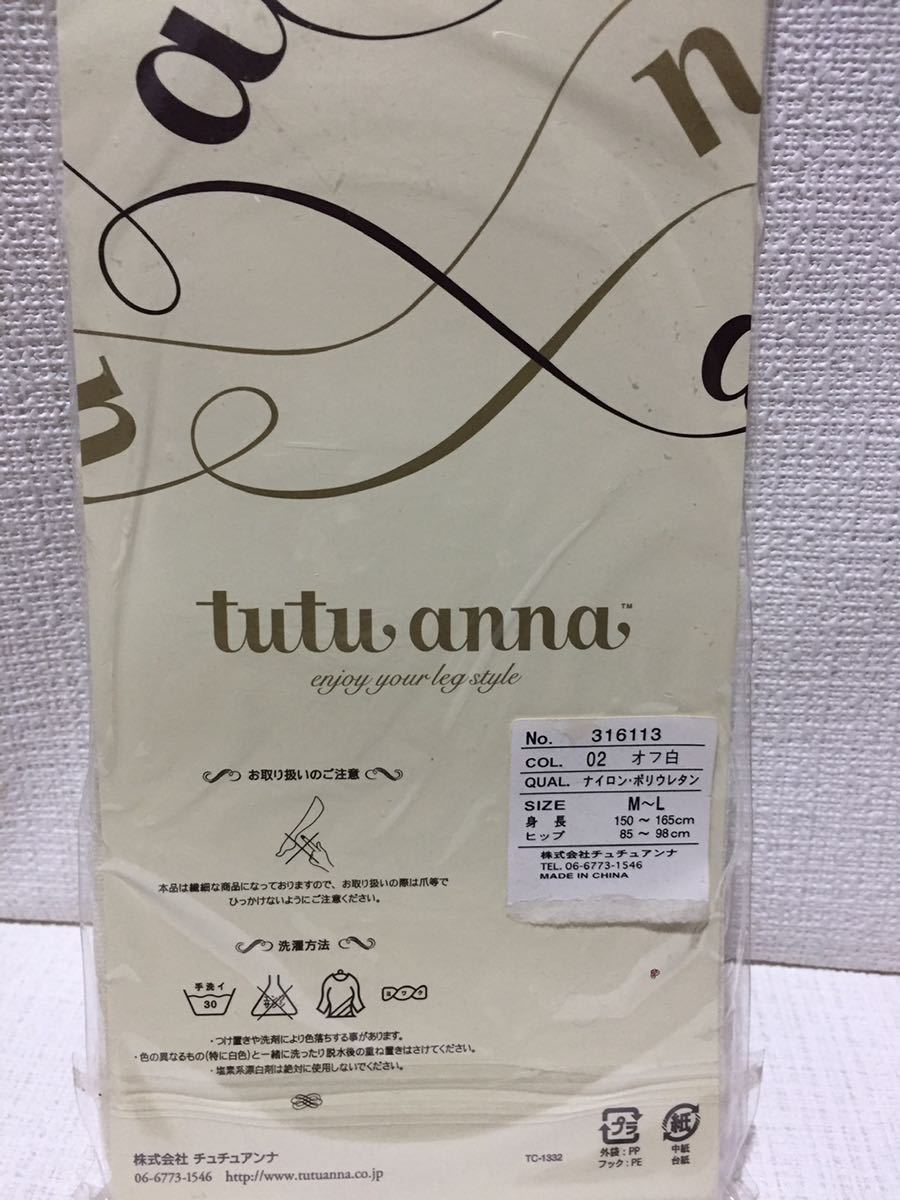 a
n
n
a
tutu anna™
enjoy your leg style
No. 316113
COL. 02 オフ白
QUAL. ナイロン・ポリウレタン
SIZE M～L
身長 150～165cm
ヒップ 85～98cm
株式会社チュチュアンナ
TEL. 06-6773-1546
MADE IN CHINA
お取り扱いのご注意
本品は繊細な商品になっておりますので、お取り扱いの際は爪等で
ひっかけないようにご注意ください。
洗濯方法
手洗イ
30
ヨワク
・つけ置きや洗剤により色落ちする事があります。
・色の異なるもの(特に白色)と一緒に洗ったり脱水後の重ね置きはさけてください。
・塩素系漂白剤は絶対に使用しないでください。
株式会社 チュチュアンナ
06-6773-1546 http://www.tutuanna.co.jp
TC-1332
プラ
外袋:PP
フック:PE
紙
中紙
台紙